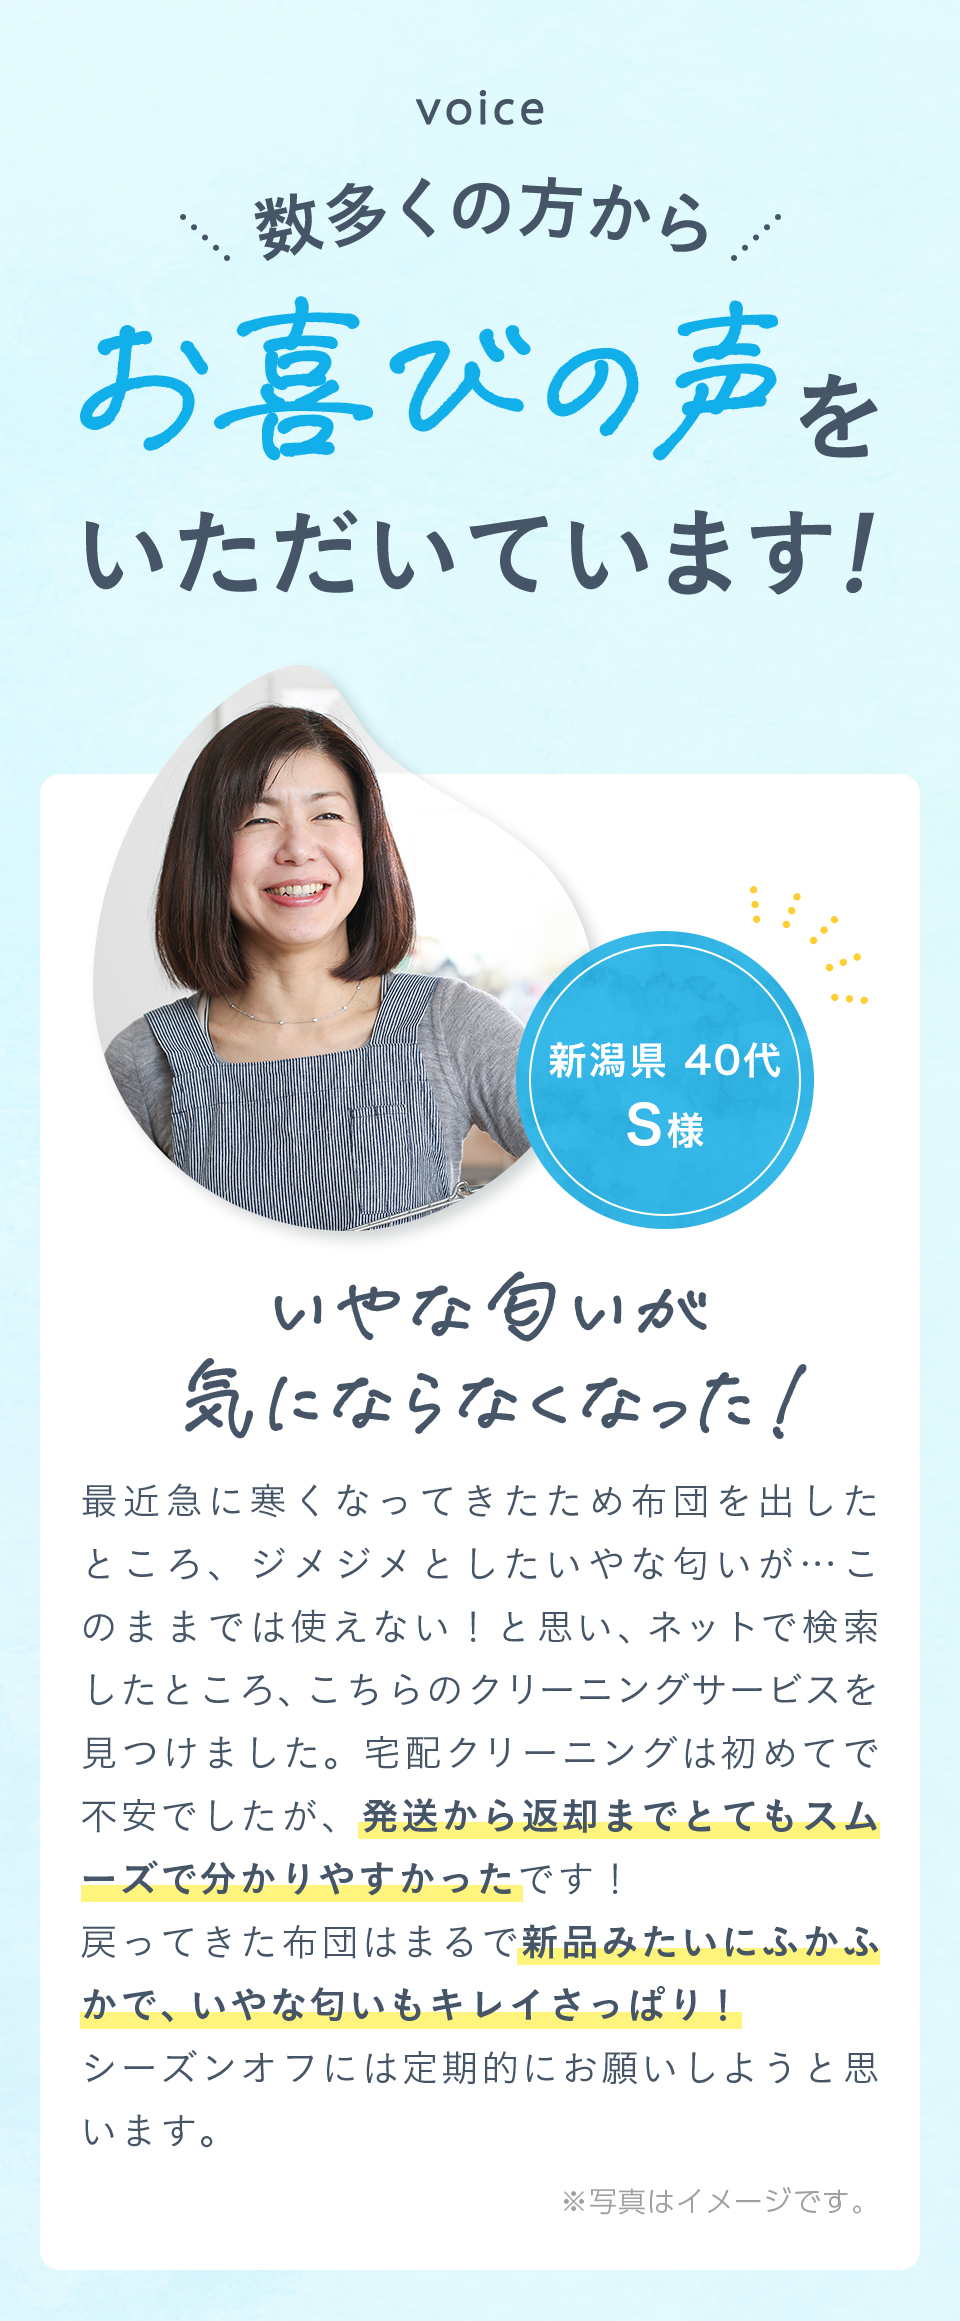 voice
数多くの方から
お喜びの声を
いただいています!
新潟県 40代
S様
いやな匂いが
気にならなくなった!
最近急に寒くなってきたため布団を出した
ところ、ジメジメとしたいやな匂いが…こ
のままでは使えない!と思い、ネットで検索
したところ、こちらのクリーニングサービスを
見つけました。宅配クリーニングは初めてで
不安でしたが、発送から返却までとてもスム
ーズで分かりやすかったです!
戻ってきた布団はまるで新品みたいにふかふ
かで、いやな匂いもキレイさっぱり!
シーズンオフには定期的にお願いしようと思
います。
※写真はイメージです。